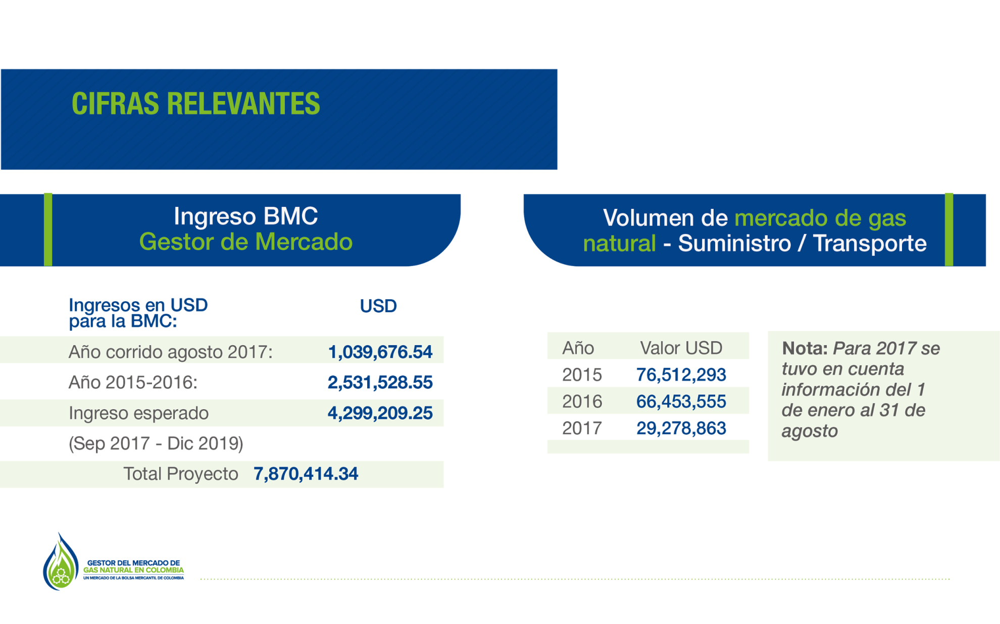 CIFRAS RELEVANTES
Ingreso BMC
Gestor de Mercado
Ingresos en USD
para la BMC:
USD
Año corrido agosto 2017: 1,039,676.54
Año 2015-2016: 2,531,528.55
Ingreso esperado 4,299,209.25
(Sep 2017 - Dic 2019)
Total Proyecto 7,870,414.34
Volumen de mercado de gas
natural - Suministro / Transporte
Año Valor USD
2015 76,512,293
2016 66,453,555
2017 29,278,863
Nota: Para 2017 se
tuvo en cuenta
información del 1
de enero al 31 de
agosto
GESTOR DEL MERCADO DE
GAS NATURAL EN COLOMBIA
UN MERCADO DE LA BOLSA MERCANTIL DE COLOMBIA